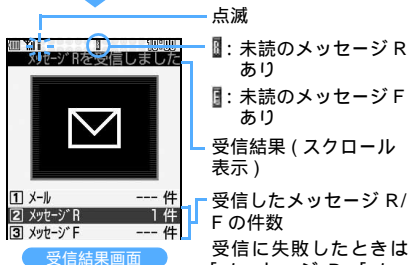 点滅
10:00
メッセージRを受信しました
：未読のメッセージR
あり
：未読のメッセージF
あり
受信結果（スクロール
表示）
1 メール --- 件
2 メッセージR 1件
3 メッセージF --- 件
受信したメッセージR/
Fの件数
受信結果画面
受信に失敗したときは